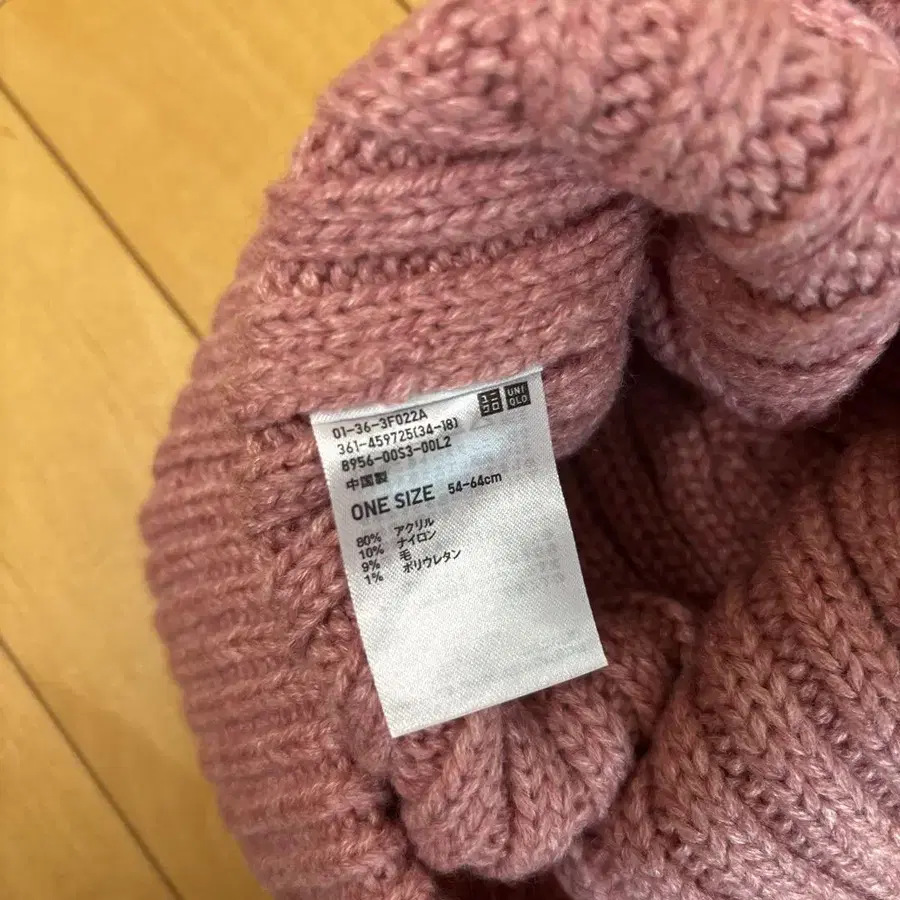 ユニ
クロ
UNI
QLO
01-36-3F022A
361-459725(34-18)
8956-00S3-00L2
中国製
ONE SIZE 54-64cm
80% アクリル
10% ナイロン
9% 毛
1% ポリウレタン